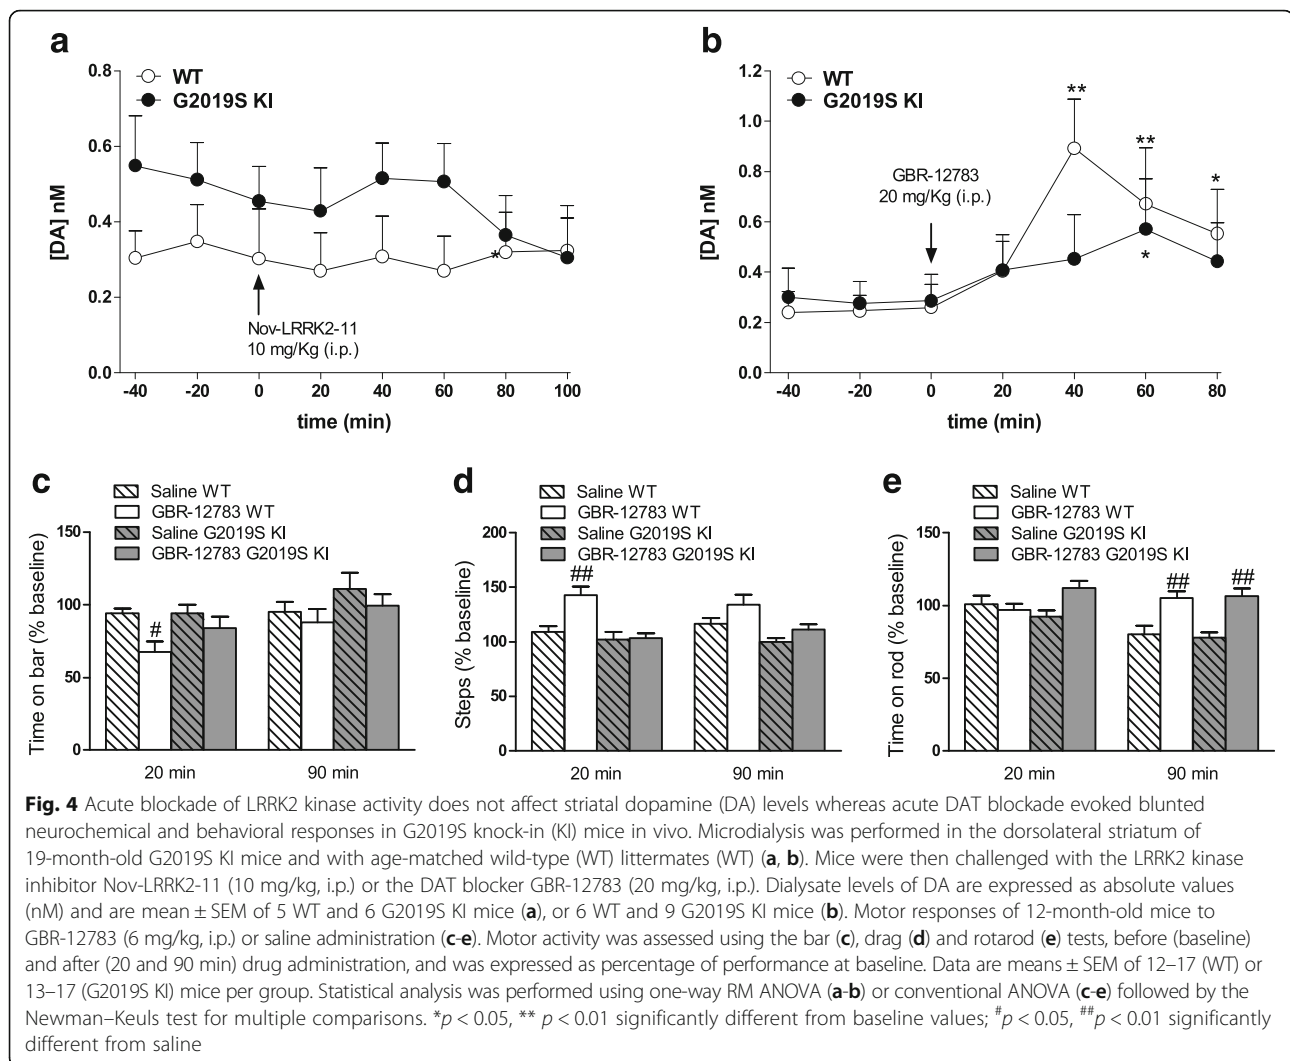 a
0.8
0.6
0.4
0.2
0.0
[DA] nM
WT
G2019S KI
*
Nov-LRRK2-11
10 mg/Kg (i.p.)
-40 -20 0 20 40 60 80 100
time (min)
b
1.2
1.0
0.8
0.6
0.4
0.2
0.0
[DA] nM
WT
G2019S KI
GBR-12783
20 mg/Kg (i.p.)
**
**
*
*
-40 -20 0 20 40 60 80
time (min)
c
Saline WT
GBR-12783 WT
Saline G2019S KI
GBR-12783 G2019S KI
150
100
50
0
Time on bar (% baseline)
#
20 min 90 min
d
Saline WT
GBR-12783 WT
Saline G2019S KI
GBR-12783 G2019S KI
200
150
100
50
0
Steps (% baseline)
##
20 min 90 min
e
Saline WT
GBR-12783 WT
Saline G2019S KI
GBR-12783 G2019S KI
150
100
50
0
Time on rod (% baseline)
## ##
20 min 90 min
Fig. 4 Acute blockade of LRRK2 kinase activity does not affect striatal dopamine (DA) levels whereas acute DAT blockade evoked blunted
neurochemical and behavioral responses in G2019S knock-in (KI) mice in vivo. Microdialysis was performed in the dorsolateral striatum of
19-month-old G2019S KI mice and with age-matched wild-type (WT) littermates (WT) (a, b). Mice were then challenged with the LRRK2 kinase
inhibitor Nov-LRRK2-11 (10 mg/kg, i.p.) or the DAT blocker GBR-12783 (20 mg/kg, i.p.). Dialysate levels of DA are expressed as absolute values
(nM) and are mean ± SEM of 5 WT and 6 G2019S KI mice (a), or 6 WT and 9 G2019S KI mice (b). Motor responses of 12-month-old mice to
GBR-12783 (6 mg/kg, i.p.) or saline administration (c-e). Motor activity was assessed using the bar (c), drag (d) and rotarod (e) tests, before (baseline)
and after (20 and 90 min) drug administration, and was expressed as percentage of performance at baseline. Data are means ± SEM of 12–17 (WT) or
13–17 (G2019S KI) mice per group. Statistical analysis was performed using one-way RM ANOVA (a-b) or conventional ANOVA (c-e) followed by the
Newman–Keuls test for multiple comparisons. *p < 0.05, ** p < 0.01 significantly different from baseline values; #p < 0.05, ##p < 0.01 significantly
different from saline